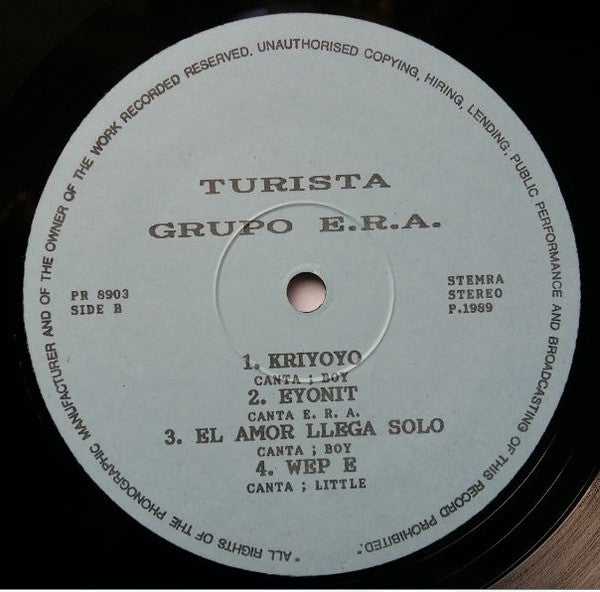 "ALL RIGHTS OF THE PHONOGRAPHIC MANUFACTURER AND OF THE OWNER OF THE WORK RECORDED RESERVED. UNAUTHORISED COPYING, HIRING, LENDING, PUBLIC PERFORMANCE AND BROADCASTING OF THIS RECORD PROHIBITED."
TURISTA
GRUPO E.R.A.
PR 8903
SIDE B
STEMRA
STEREO
P.1989
1. KRIYOYO
CANTA ; BOY
2. EYONIT
CANTA E. R. A.
3. EL AMOR LLEGA SOLO
CANTA ; BOY
4. WEP E
CANTA ; LITTLE